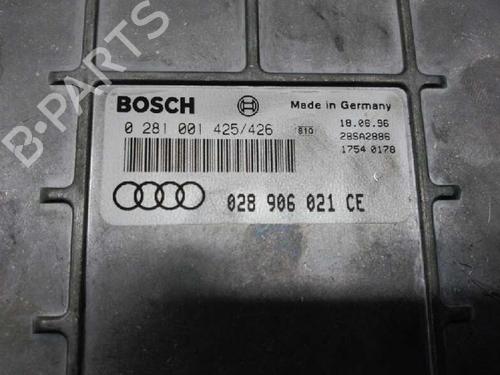 B-PARTS
BOSCH Made in Germany
0 281 001 425/426 810 18.06.96
28SA2886
1754 0178
028 906 021 CE